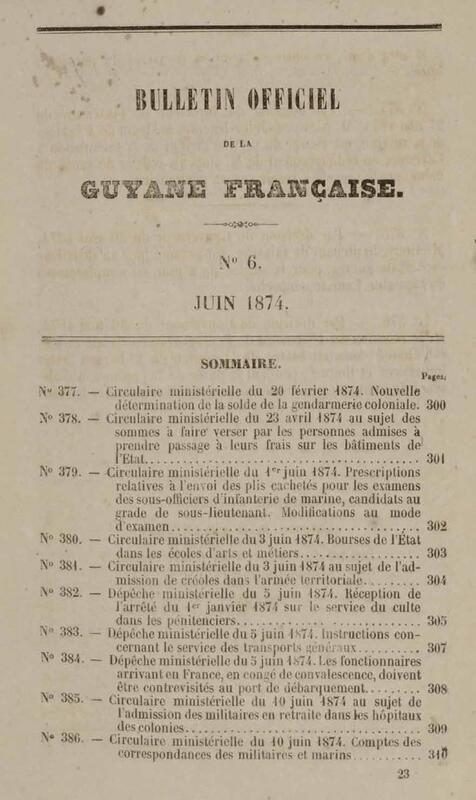 BULLETIN OFFICIEL
DE LA
GUYANE FRANÇAISE.
N° 6.
JUIN 1874.
SOMMAIRE.
Pages.
N° 377. — Circulaire ministérielle du 20 février 1874. Nouvelle
détermination de la solde de la gendarmerie coloniale. 300
N° 378. — Circulaire ministérielle du 23 avril 1874 au sujet des
sommes à faire verser par les personnes admises à
prendre passage à leurs frais sur les bâtiments de
l'Etat.......... 301
N° 379. — Circulaire ministérielle du 1er juin 1874. Prescriptions
relatives à l'envoi des plis cachetés pour les examens
des sous-officiers d'infanterie de marine, candidats au
grade de sous-lieutenant. Modifications au mode
d'examen.......... 302
N° 380. — Circulaire ministérielle du 3 juin 1874. Bourses de l'État
dans les écoles d'arts et métiers.......... 303
N° 381. — Circulaire ministérielle du 3 juin 1874 au sujet de l'ad-
mission de créoles dans l'armée territoriale.......... 304
N° 382. — Dépêche ministérielle du 5 juin 1874. Réception de
l'arrêté du 1er janvier 1874 sur le service du culte
dans les pénitenciers.......... 305
N° 383. — Dépêche ministérielle du 5 juin 1874. Instructions con-
cernant le service des transports généraux.......... 307
N° 384. — Dépêche ministérielle du 5 juin 1874. Les fonctionnaires
arrivant en France, en congé de convalescence, doivent
être contrevisités au port de débarquement.......... 308
N° 385. — Circulaire ministérielle du 10 juin 1874 au sujet de
l'admission des militaires en retraite dans les hôpitaux
des colonies.......... 309
N° 386. — Circulaire ministérielle du 10 juin 1874. Comptes des
correspondances des militaires et marins.......... 310
23